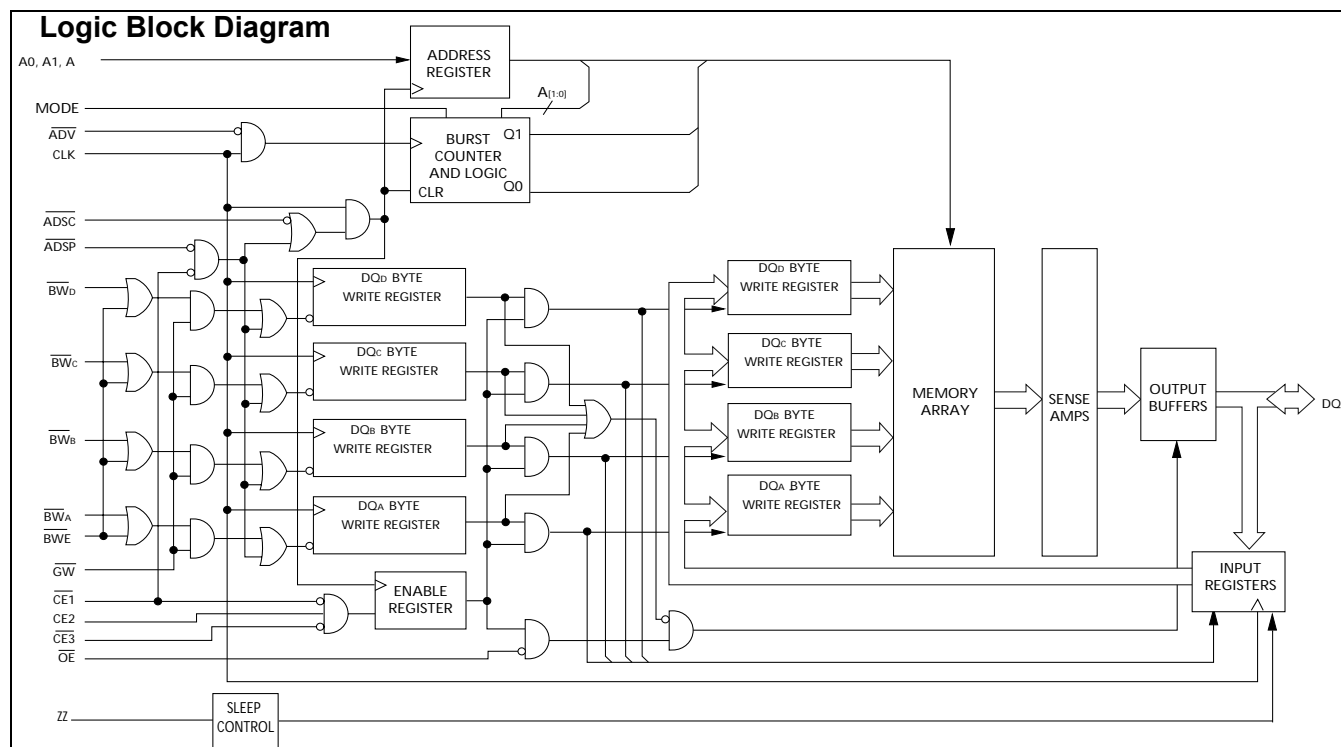 Logic Block Diagram
A0, A1, A
ADDRESS
REGISTER
MODE
A[1:0]
ADV
CLK
BURST
COUNTER
AND LOGIC
CLR
Q1
Q0
ADSC
ADSP
BWD
BWC
BWB
BWA
BWE
GW
CE1
CE2
CE3
OE
ZZ
DQD BYTE
WRITE REGISTER
DQC BYTE
WRITE REGISTER
DQB BYTE
WRITE REGISTER
DQA BYTE
WRITE REGISTER
ENABLE
REGISTER
SLEEP
CONTROL
DQD BYTE
WRITE REGISTER
DQC BYTE
WRITE REGISTER
DQB BYTE
WRITE REGISTER
DQA BYTE
WRITE REGISTER
MEMORY
ARRAY
SENSE
AMPS
OUTPUT
BUFFERS
DQ
INPUT
REGISTERS